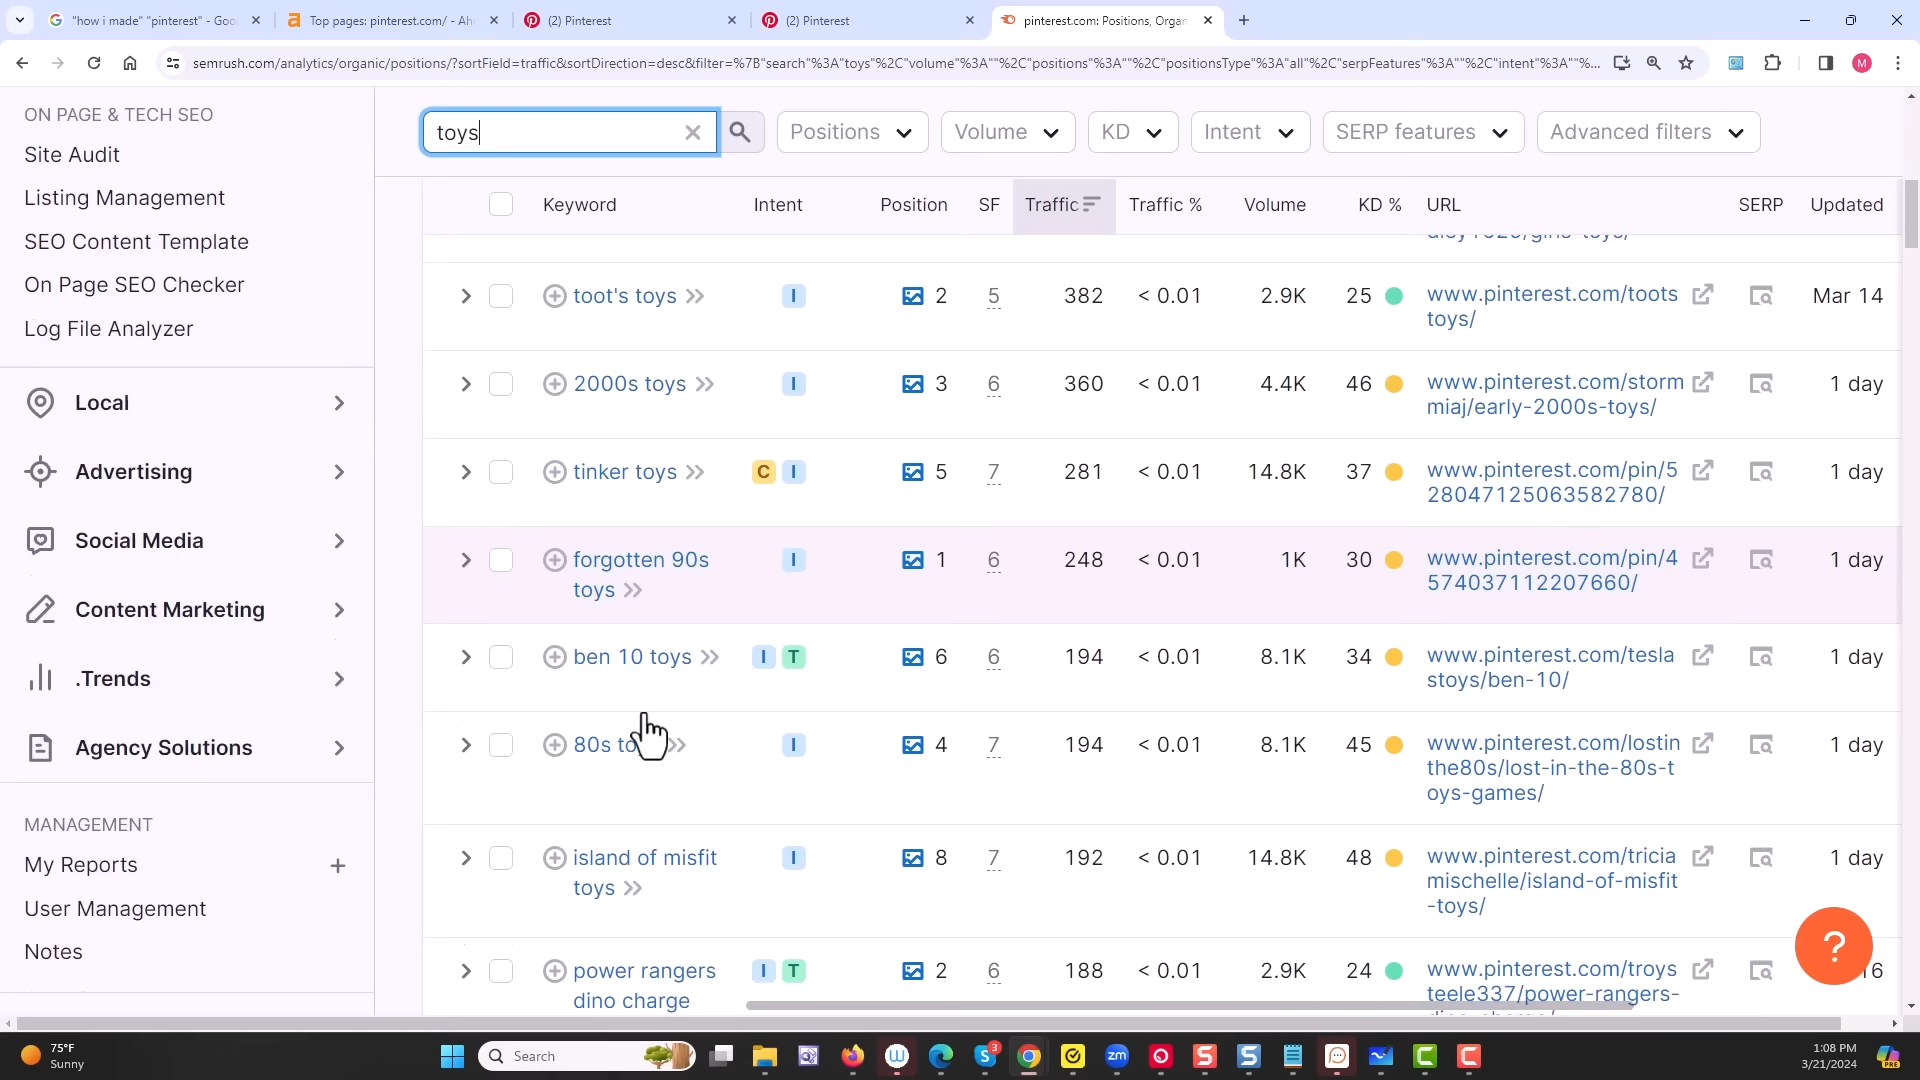 "how i made" "pinterest" - Goo
Top pages: pinterest.com/ - Ah
(2) Pinterest
(2) Pinterest
pinterest.com: Positions, Organ
semrush.com/analytics/organic/positions/?sortField=traffic&sortDirection=desc&filter=%7B"search"%3A"toys"%2C"volume"%3A""%2C"positions"%3A""%2C"positionsType"%3A"all"%2C"serpFeatures"%3A""%2C"intent"%3A""%...
M
ON PAGE & TECH SEO
Site Audit
Listing Management
SEO Content Template
On Page SEO Checker
Log File Analyzer
Local
Advertising
Social Media
Content Marketing
.Trends
Agency Solutions
MANAGEMENT
My Reports +
User Management
Notes
toys
Positions
Volume
KD
Intent
SERP features
Advanced filters
Keyword Intent Position SF Traffic Traffic % Volume KD % URL SERP Updated
toot's toys I 2 5 382 < 0.01 2.9K 25 www.pinterest.com/toots Mar 14
toys/
2000s toys I 3 6 360 < 0.01 4.4K 46 www.pinterest.com/storm 1 day
miaj/early-2000s-toys/
tinker toys C I 5 7 281 < 0.01 14.8K 37 www.pinterest.com/pin/5 1 day
28047125063582780/
forgotten 90s I 1 6 248 < 0.01 1K 30 www.pinterest.com/pin/4 1 day
toys 574037112207660/
ben 10 toys I T 6 6 194 < 0.01 8.1K 34 www.pinterest.com/tesla 1 day
stoys/ben-10/
80s to I 4 7 194 < 0.01 8.1K 45 www.pinterest.com/lostin 1 day
the80s/lost-in-the-80s-t
oys-games/
island of misfit I 8 7 192 < 0.01 14.8K 48 www.pinterest.com/tricia 1 day
toys mischelle/island-of-misfit
-toys/
power rangers I T 2 6 188 < 0.01 2.9K 24 www.pinterest.com/troys 16
dino charge teele337/power-rangers-
?
75°F
Sunny
Search
3
zm
1:08 PM
3/21/2024